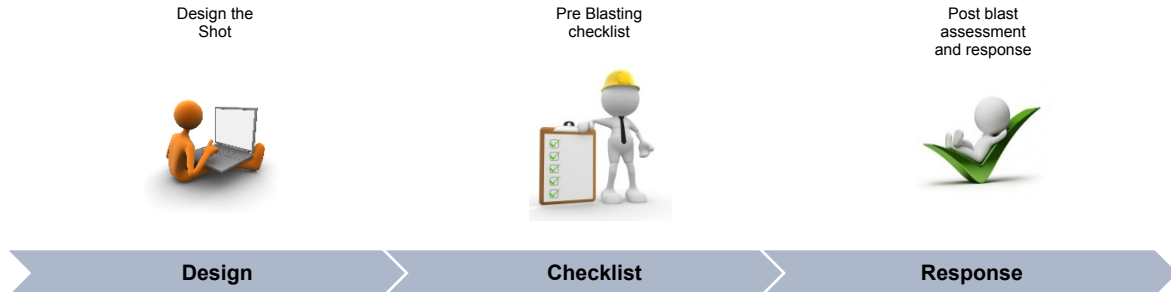 Design the
Shot
Pre Blasting
checklist
Post blast
assessment
and response
Design
Checklist
Response